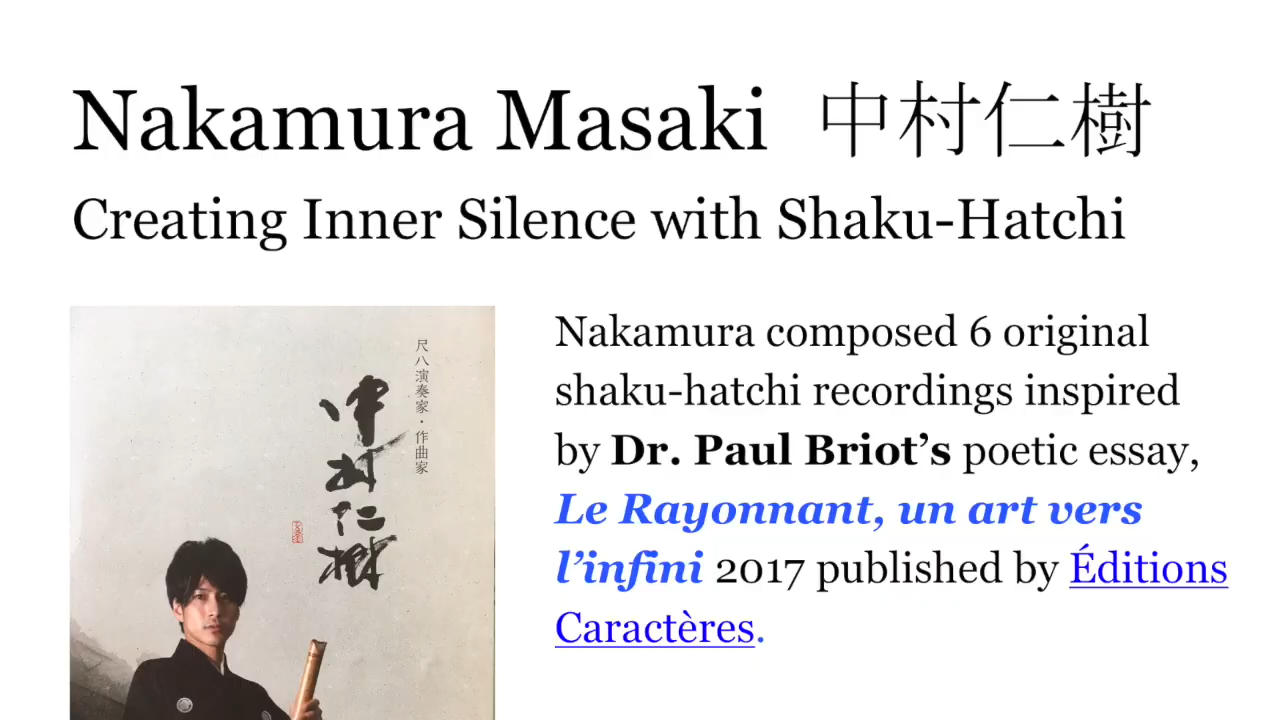 Nakamura Masaki 中村仁樹
Creating Inner Silence with Shaku-Hatchi
尺八演奏家・作曲家
中村仁樹
Nakamura composed 6 original
shaku-hatchi recordings inspired
by Dr. Paul Briot’s poetic essay,
Le Rayonnant, un art vers
l’infini 2017 published by Éditions
Caractères.